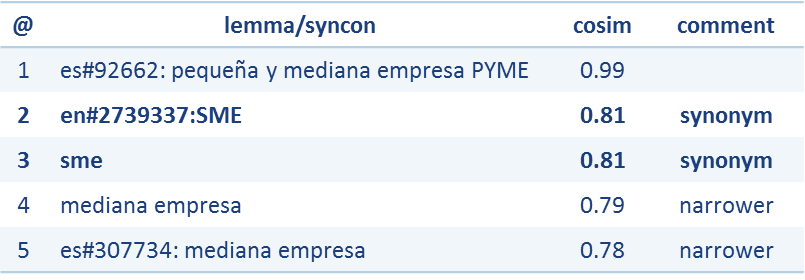 @ lemma/syncon cosim comment
1 es#92662: pequeña y mediana empresa PYME 0.99
2 en#2739337:SME 0.81 synonym
3 sme 0.81 synonym
4 mediana empresa 0.79 narrower
5 es#307734: mediana empresa 0.78 narrower